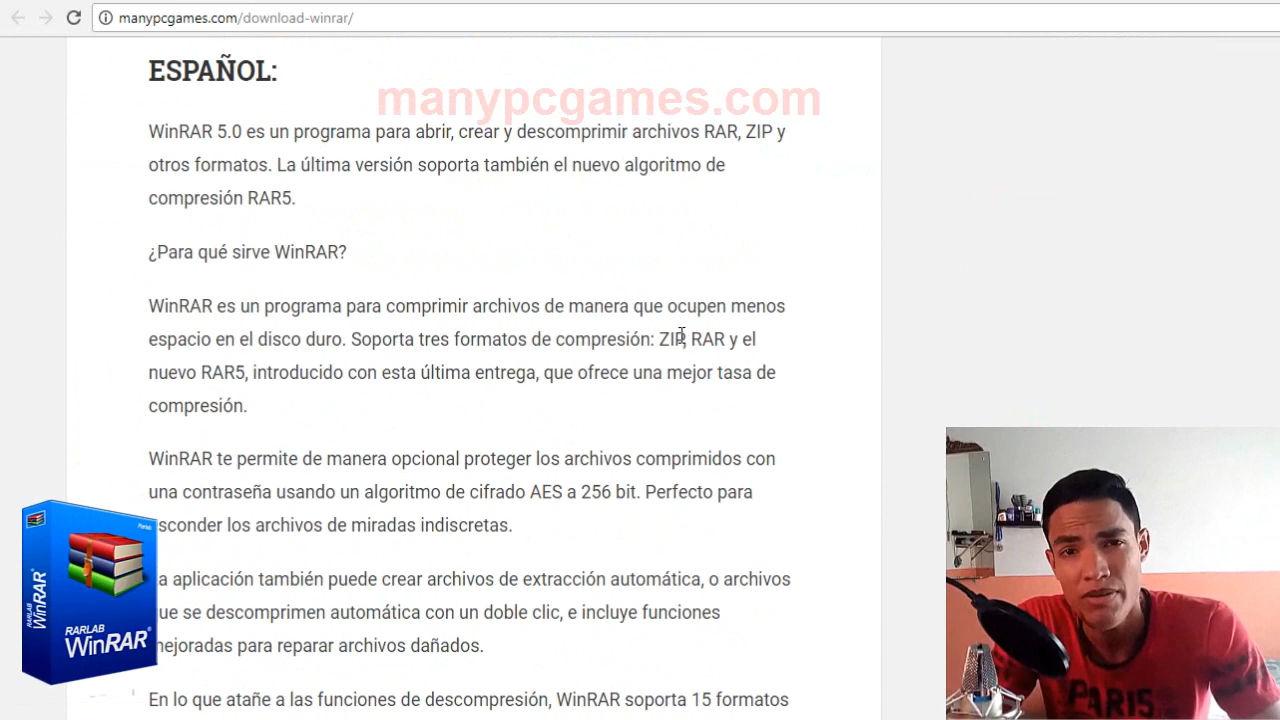 manypcgames.com/download-winrar/
ESPAÑOL:
manypcgames.com
WinRAR 5.0 es un programa para abrir, crear y descomprimir archivos RAR, ZIP y
otros formatos. La última versión soporta también el nuevo algoritmo de
compresión RAR5.
¿Para qué sirve WinRAR?
WinRAR es un programa para comprimir archivos de manera que ocupen menos
espacio en el disco duro. Soporta tres formatos de compresión: ZIP, RAR y el
nuevo RAR5, introducido con esta última entrega, que ofrece una mejor tasa de
compresión.
WinRAR te permite de manera opcional proteger los archivos comprimidos con
una contraseña usando un algoritmo de cifrado AES a 256 bit. Perfecto para
esconder los archivos de miradas indiscretas.
La aplicación también puede crear archivos de extracción automática, o archivos
que se descomprimen automática con un doble clic, e incluye funciones
mejoradas para reparar archivos dañados.
En lo que atañe a las funciones de descompresión, WinRAR soporta 15 formatos
RARLAB
WinRAR
RARLAB
WinRAR®
PARIS